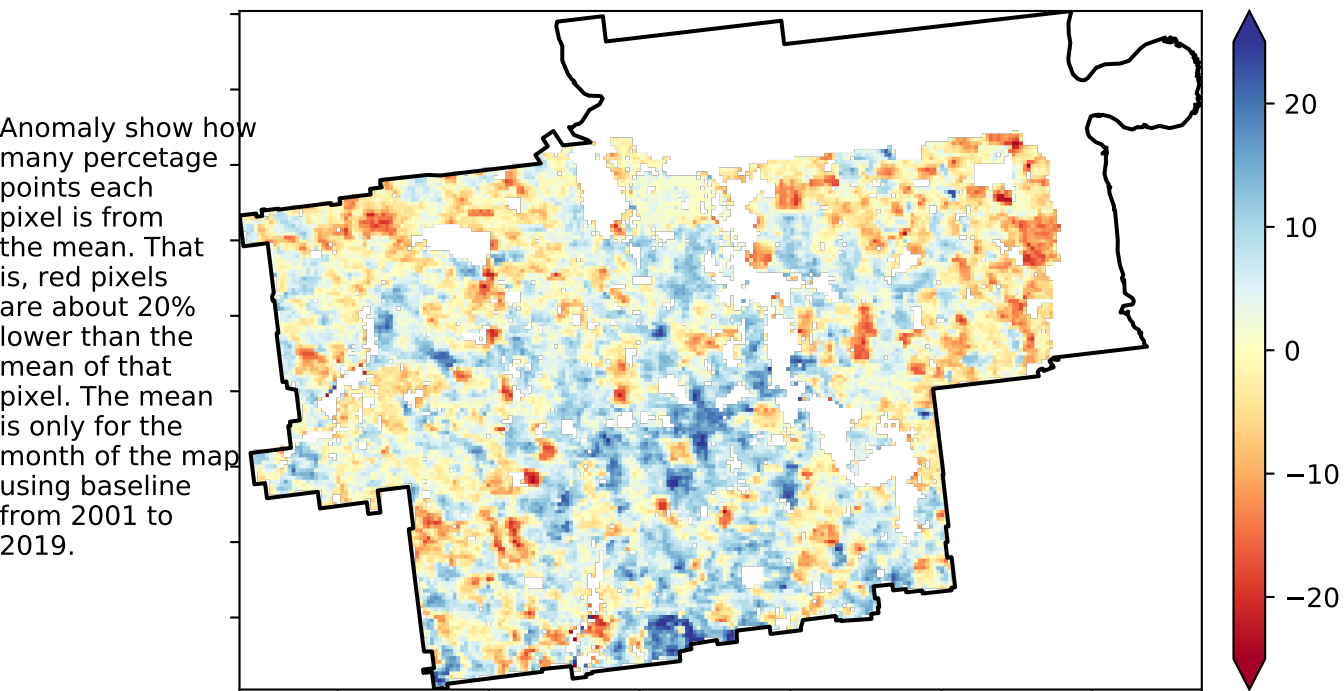 Anomaly show how
many percetage
points each
pixel is from
the mean. That
is, red pixels
are about 20%
lower than the
mean of that
pixel. The mean
is only for the
month of the map
using baseline
from 2001 to
2019.
20
10
0
−10
−20